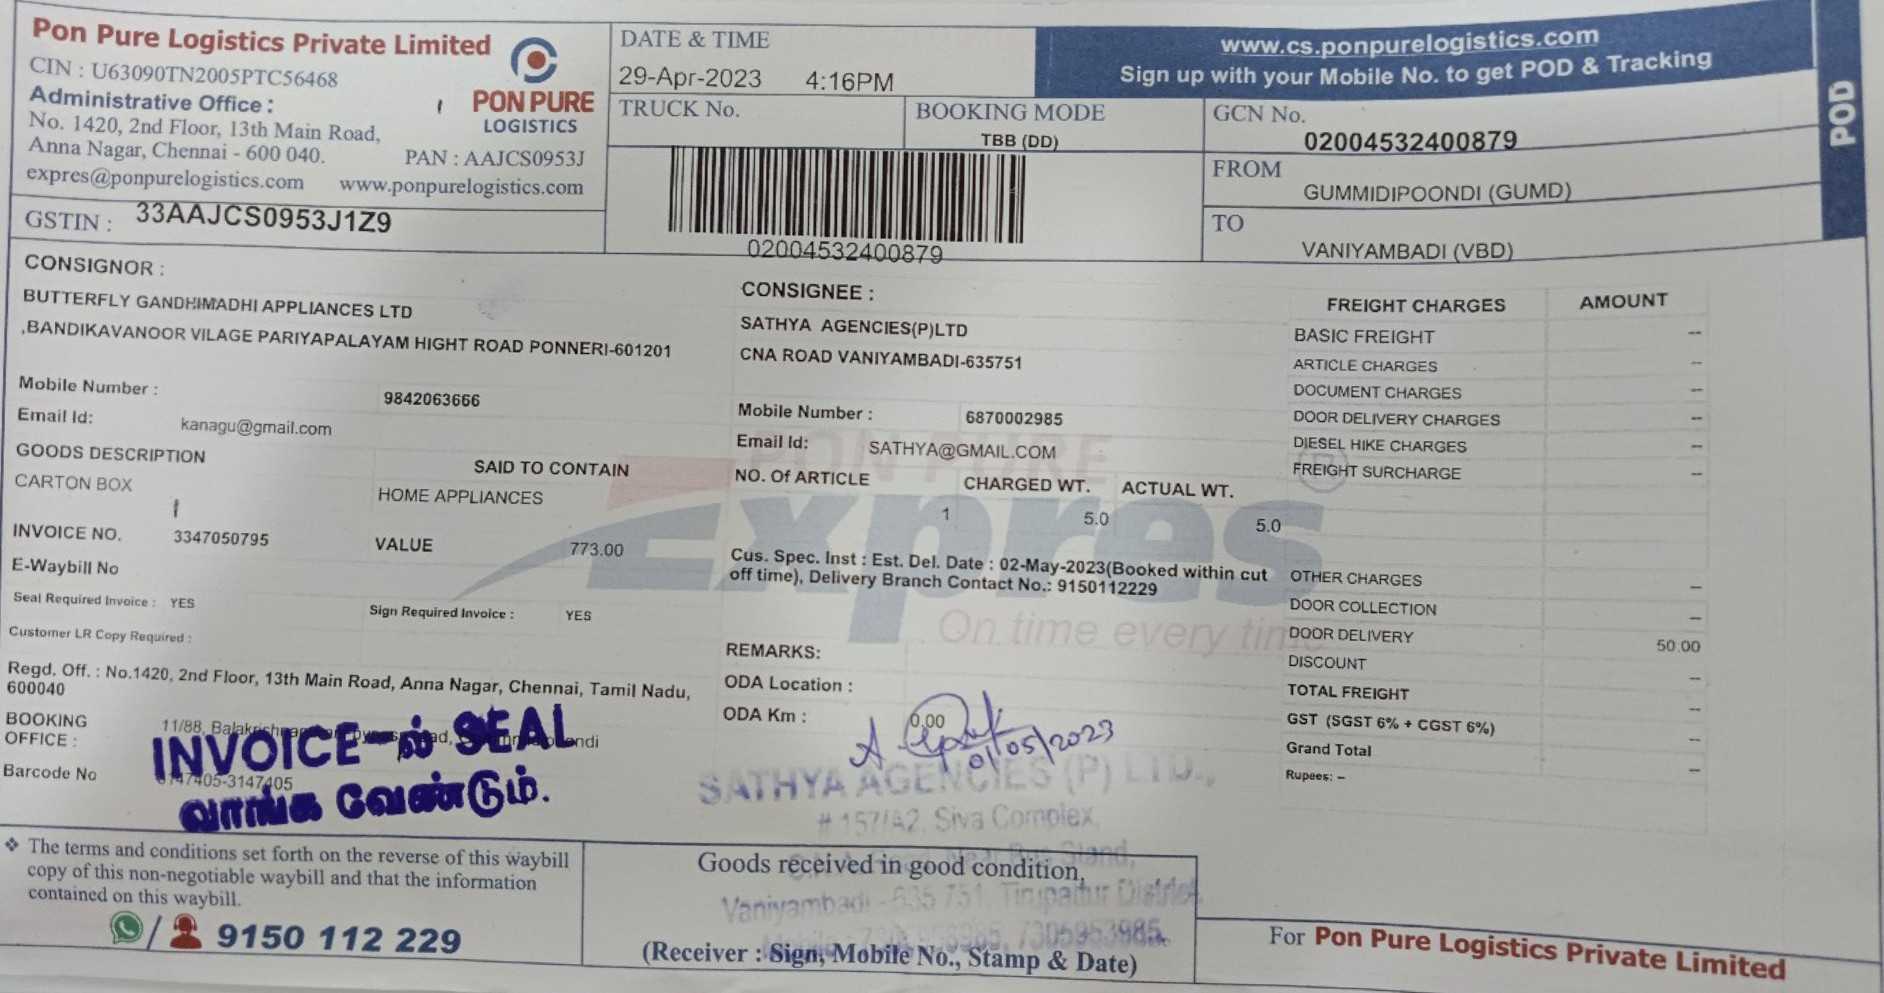 Pon Pure Logistics Private Limited
CIN : U63090TN2005PTC56468
Administrative Office :
No. 1420, 2nd Floor, 13th Main Road,
Anna Nagar, Chennai - 600 040.
PAN : AAJCS0953J
expres@ponpurelogistics.com www.ponpurelogistics.com
PON PURE
LOGISTICS
GSTIN : 33AAJCS0953J1Z9
DATE & TIME
29-Apr-2023 4:16PM
TRUCK No.
BOOKING MODE
TBB (DD)
02004532400879
www.cs.ponpurelogistics.com
Sign up with your Mobile No. to get POD & Tracking
POD
GCN No.
02004532400879
FROM
GUMMIDIPOONDI (GUMD)
TO
VANIYAMBADI (VBD)
CONSIGNOR :
BUTTERFLY GANDHIMADHI APPLIANCES LTD
,BANDIKAVANOOR VILAGE PARIYAPALAYAM HIGHT ROAD PONNERI-601201
Mobile Number : 9842063666
Email Id: kanagu@gmail.com
GOODS DESCRIPTION SAID TO CONTAIN
CARTON BOX HOME APPLIANCES
INVOICE NO. 3347050795 VALUE 773.00
E-Waybill No
Seal Required Invoice : YES Sign Required Invoice : YES
Customer LR Copy Required :
Regd. Off. : No.1420, 2nd Floor, 13th Main Road, Anna Nagar, Chennai, Tamil Nadu,
600040
BOOKING
OFFICE :
11/88,
Barcode No
INVOICE-ல் SEAL
வாங்க வேண்டும்.
CONSIGNEE :
SATHYA AGENCIES(P)LTD
CNA ROAD VANIYAMBADI-635751
Mobile Number : 6870002985
Email Id: SATHYA@GMAIL.COM
NO. Of ARTICLE CHARGED WT. ACTUAL WT.
1 5.0 5.0
PON PURE
Expres
On time every time
Cus. Spec. Inst : Est. Del. Date : 02-May-2023(Booked within cut
off time), Delivery Branch Contact No.: 9150112229
REMARKS:
ODA Location :
ODA Km : 0.00
01/05/2023
SATHYA AGENCIES (P) LTD.,
# 157/A2, Siva Complex,
Stand,
Vaniyambadi - 635 751. Tirupattur District.
7305953985.
FREIGHT CHARGES AMOUNT
BASIC FREIGHT --
ARTICLE CHARGES --
DOCUMENT CHARGES --
DOOR DELIVERY CHARGES --
DIESEL HIKE CHARGES --
FREIGHT SURCHARGE --
OTHER CHARGES --
DOOR COLLECTION --
DOOR DELIVERY 50.00
DISCOUNT --
TOTAL FREIGHT --
GST (SGST 6% + CGST 6%) --
Grand Total --
Rupees: --
❖ The terms and conditions set forth on the reverse of this waybill
copy of this non-negotiable waybill and that the information
contained on this waybill.
/ 9150 112 229
Goods received in good condition,
(Receiver : Sign, Mobile No., Stamp & Date)
For Pon Pure Logistics Private Limited